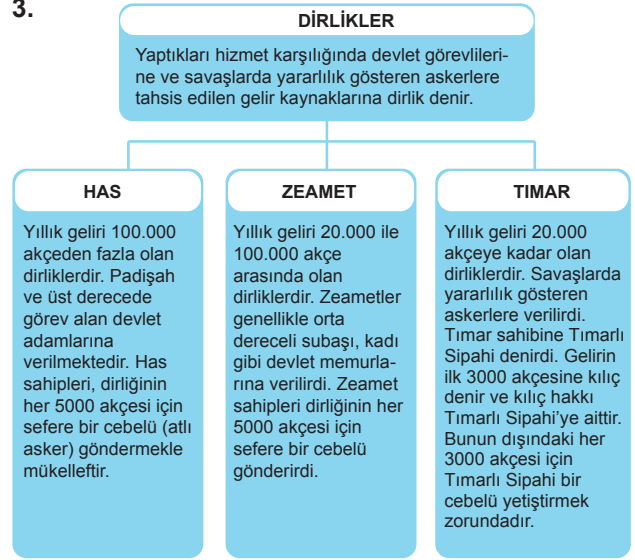 3.
DİRLİKLER
Yaptıkları hizmet karşılığında devlet görevlileri-
ne ve savaşlarda yararlılık gösteren askerlere
tahsis edilen gelir kaynaklarına dirlik denir.
HAS
Yıllık geliri 100.000
akçeden fazla olan
dirliklerdir. Padişah
ve üst derecede
görev alan devlet
adamlarına
verilmektedir. Has
sahipleri, dirliğinin
her 5000 akçesi için
sefere bir cebelü (atlı
asker) göndermekle
mükelleftir.
ZEAMET
Yıllık geliri 20.000 ile
100.000 akçe
arasında olan
dirliklerdir. Zeametler
genellikle orta
dereceli subaşı, kadı
gibi devlet memurla-
rına verilirdi. Zeamet
sahipleri dirliğinin her
5000 akçesi için
sefere bir cebelü
gönderirdi.
TIMAR
Yıllık geliri 20.000
akçeye kadar olan
dirliklerdir. Savaşlarda
yararlılık gösteren
askerlere verilirdi.
Tımar sahibine Tımarlı
Sipahi denirdi. Gelirin
ilk 3000 akçesine kılıç
denir ve kılıç hakkı
Tımarlı Sipahi’ye aittir.
Bunun dışındaki her
3000 akçesi için
Tımarlı Sipahi bir
cebelü yetiştirmek
zorundadır.